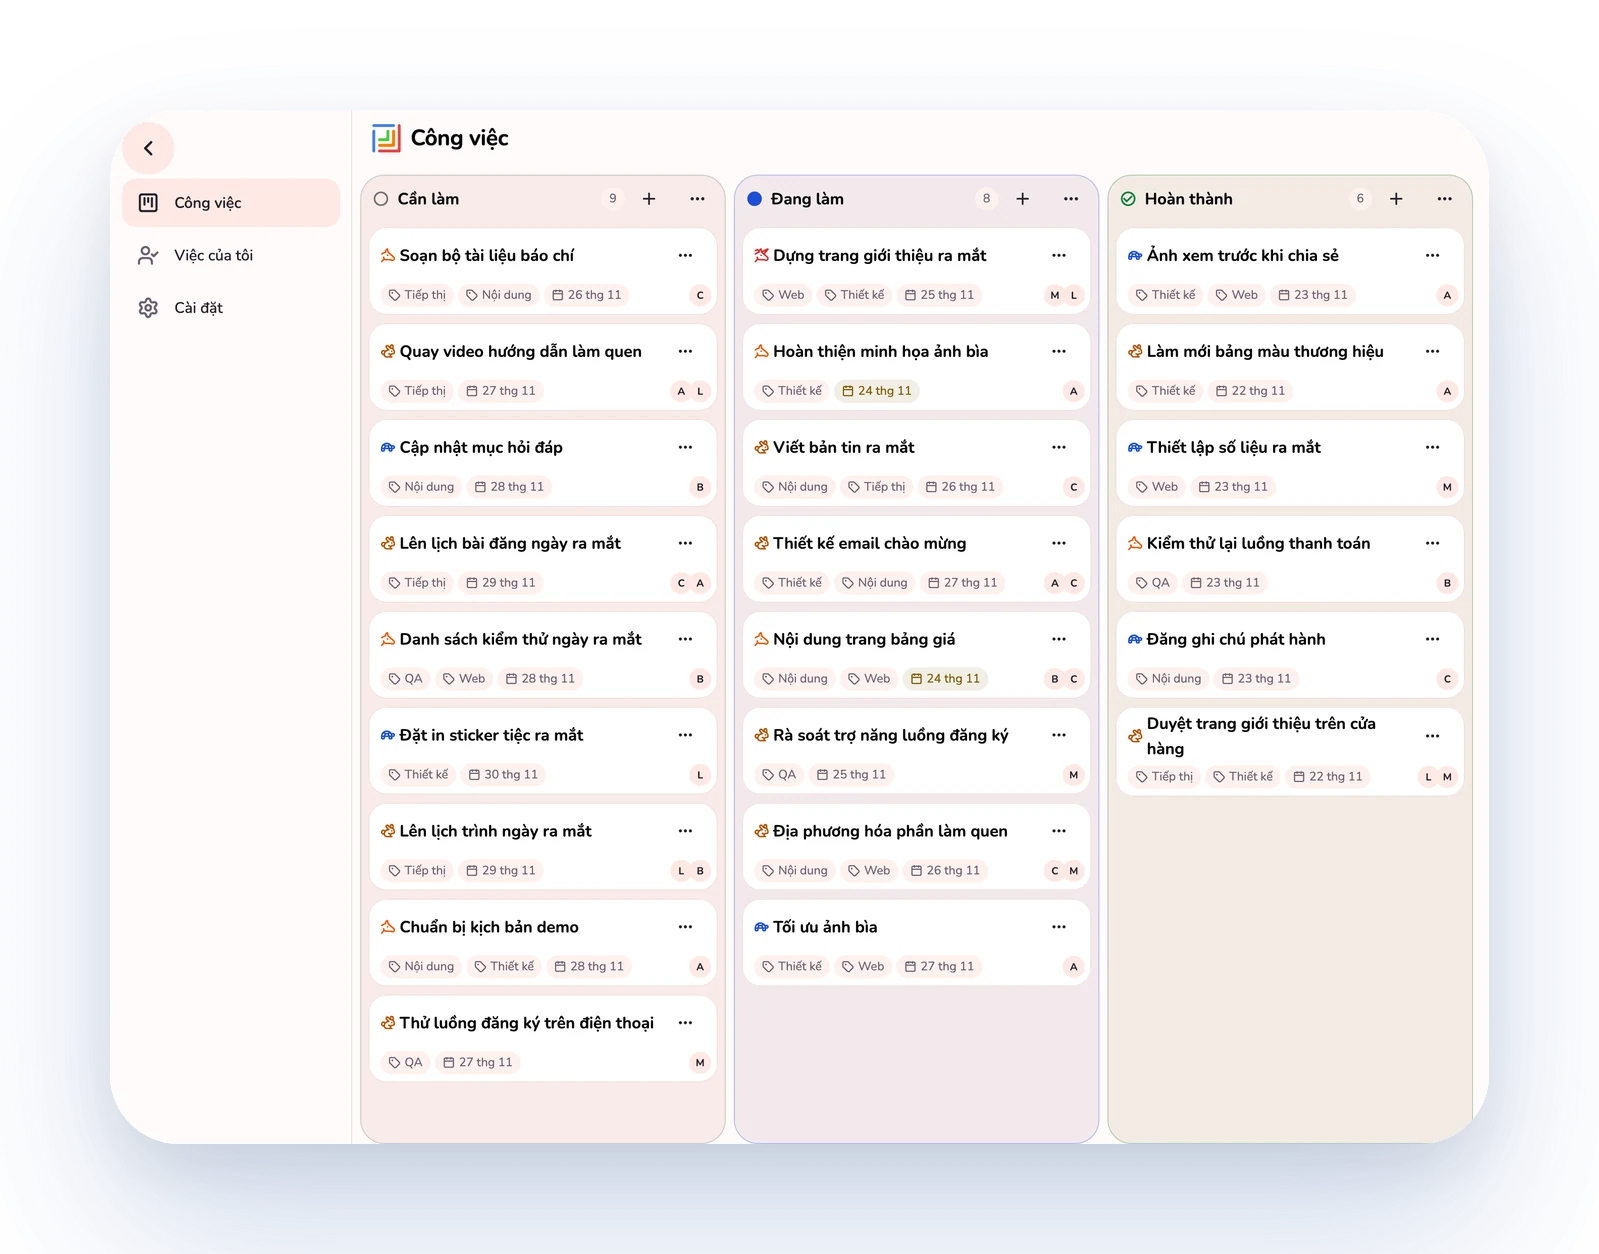 Công việc
Việc của tôi
Cài đặt
Công việc
Cần làm 9
Soạn bộ tài liệu báo chí
Tiếp thị Nội dung 26 thg 11 C
Quay video hướng dẫn làm quen
Tiếp thị 27 thg 11 A L
Cập nhật mục hỏi đáp
Nội dung 28 thg 11 B
Lên lịch bài đăng ngày ra mắt
Tiếp thị 29 thg 11 C A
Danh sách kiểm thử ngày ra mắt
QA Web 28 thg 11 B
Đặt in sticker tiệc ra mắt
Thiết kế 30 thg 11 L
Lên lịch trình ngày ra mắt
Tiếp thị 29 thg 11 L B
Chuẩn bị kịch bản demo
Nội dung Thiết kế 28 thg 11 A
Thử luồng đăng ký trên điện thoại
QA 27 thg 11 M
Đang làm 8
Dựng trang giới thiệu ra mắt
Web Thiết kế 25 thg 11 M L
Hoàn thiện minh họa ảnh bìa
Thiết kế 24 thg 11 A
Viết bản tin ra mắt
Nội dung Tiếp thị 26 thg 11 C
Thiết kế email chào mừng
Thiết kế Nội dung 27 thg 11 A C
Nội dung trang bảng giá
Nội dung Web 24 thg 11 B C
Rà soát trợ năng luồng đăng ký
QA 25 thg 11 M
Địa phương hóa phần làm quen
Nội dung Web 26 thg 11 C M
Tối ưu ảnh bìa
Thiết kế Web 27 thg 11 A
Hoàn thành 6
Ảnh xem trước khi chia sẻ
Thiết kế Web 23 thg 11 A
Làm mới bảng màu thương hiệu
Thiết kế 22 thg 11 A
Thiết lập số liệu ra mắt
Web 23 thg 11 M
Kiểm thử lại luồng thanh toán
QA 23 thg 11 B
Đăng ghi chú phát hành
Nội dung 23 thg 11 C
Duyệt trang giới thiệu trên cửa
hàng
Tiếp thị Thiết kế 22 thg 11 L M